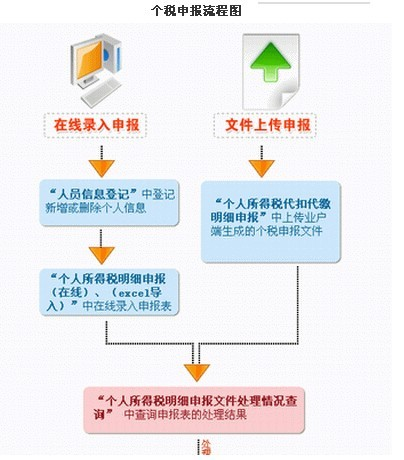 个税申报流程图
在线录入申报
文件上传申报
“人员信息登记”中登记
新增或删除个人信息
“个人所得税代扣代缴
明细申报”中上传业户
端生成的个税申报文件
“个人所得税明细申报
（在线）、（excel导
入）”中在线录入申报表
“个人所得税明细申报文件处理情况查
询” 中查询申报表的处理结果
处